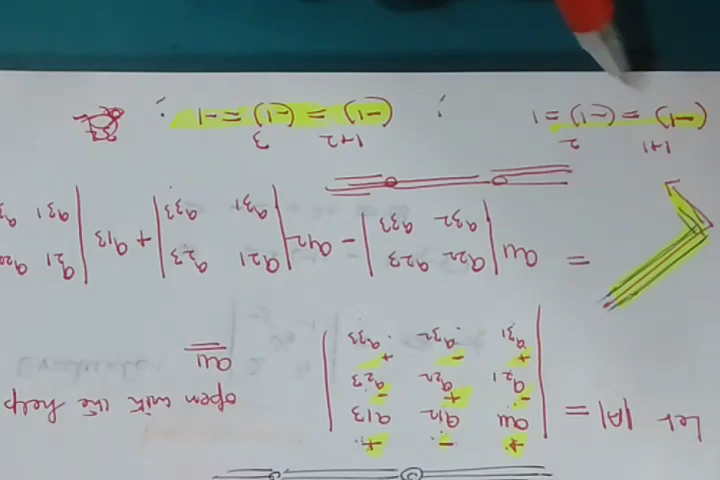 + - +
Let |A| = | a11 a12 a13 | open with the help
- + -
a21 a22 a23 a11
+ - +
a31 a32 a33
= a11 | a22 a23 | - a12 | a21 a23 | + a13 | a21
a32 a33 a31 a33 a31
(-1)^1+1 = (-1)^2 = 1 ; (-1)^1+2 = (-1)^3 = -1 ;